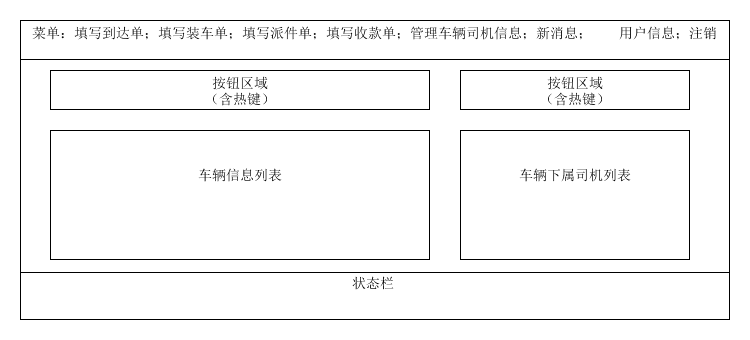 菜单：填写到达单；填写装车单；填写派件单；填写收款单；管理车辆司机信息；新消息； 用户信息；注销
按钮区域
（含热键）
按钮区域
（含热键）
车辆信息列表
车辆下属司机列表
状态栏